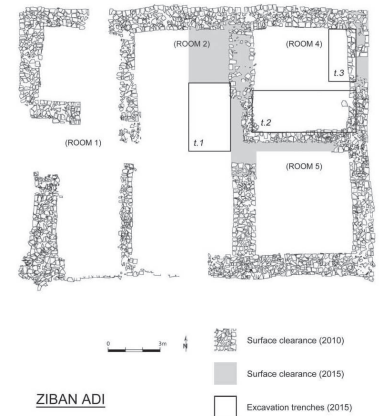 (ROOM 2)
(ROOM 4)
t.3
t.2
t.1
(ROOM 1)
(ROOM 5)
0 3m
N
Surface clearance (2010)
Surface clearance (2015)
ZIBAN ADI
Excavation trenches (2015)